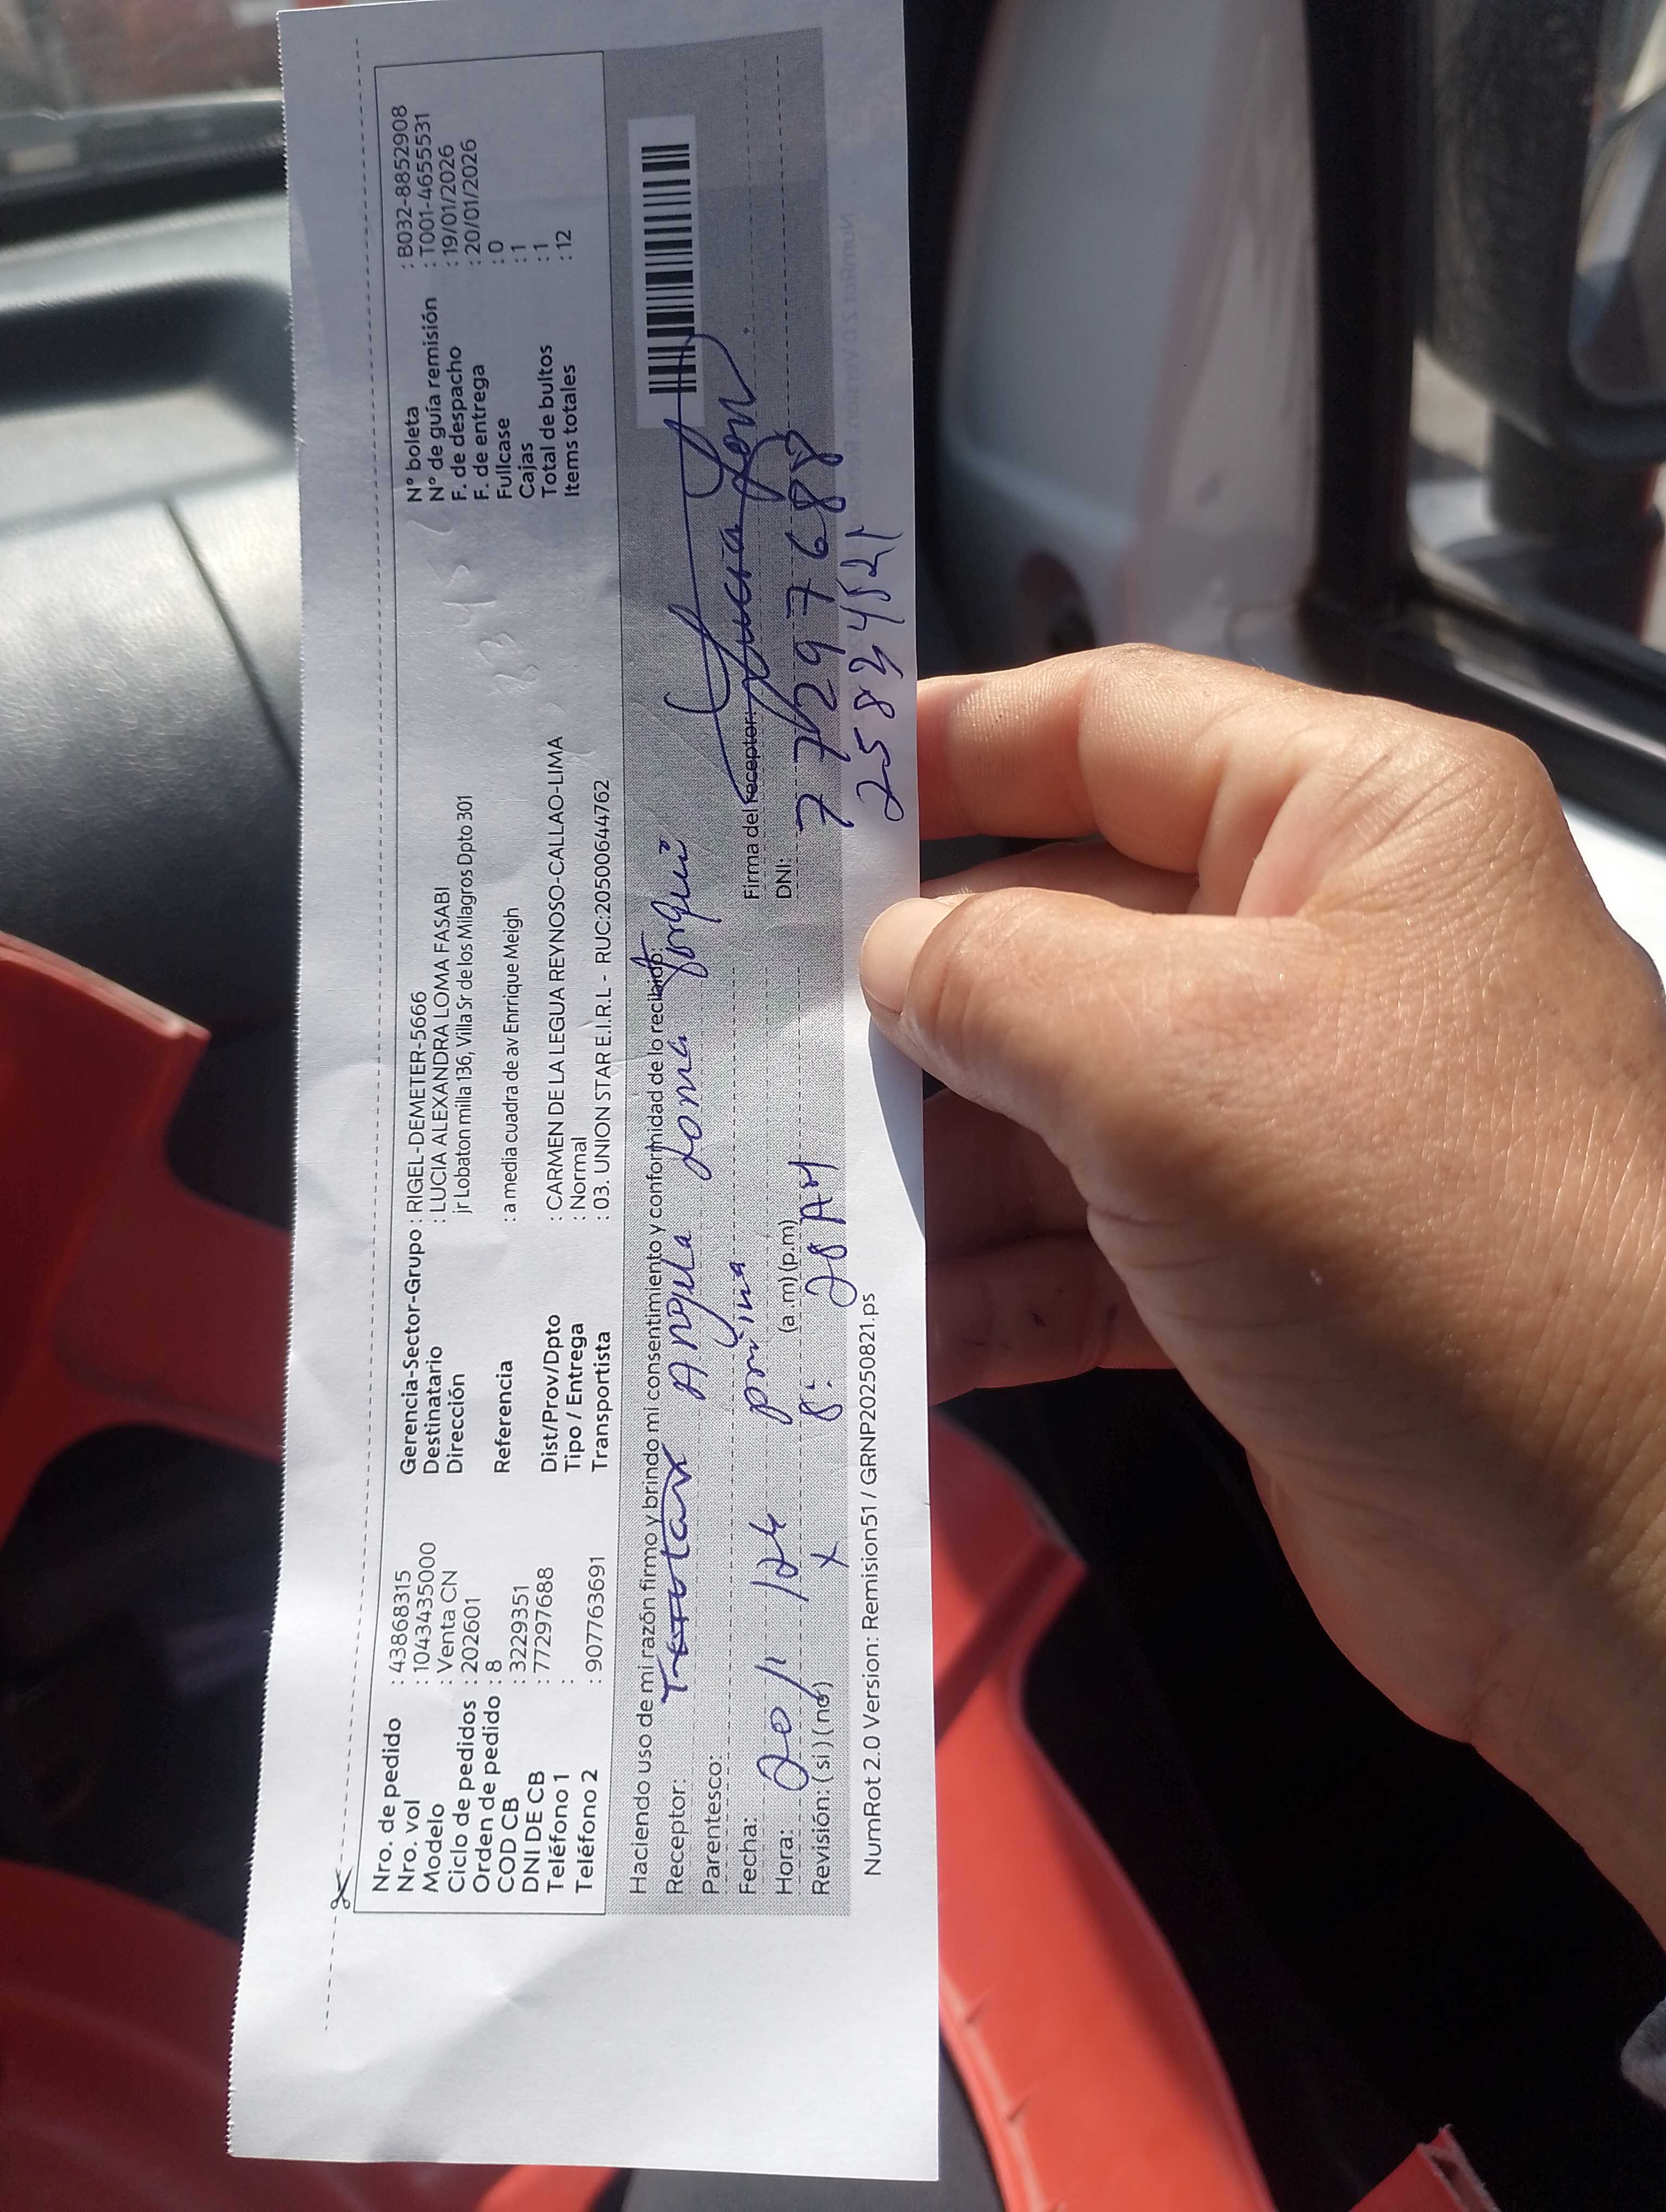 Nro. de pedido : 43868315
Nro. vol : 10434435000
Modelo : Venta CN
Ciclo de pedidos : 202601
Orden de pedido : 8
COD CB : 3229351
DNI DE CB : 77297688
Teléfono 1 :
Teléfono 2 : 907763691
Gerencia-Sector-Grupo : RIGEL-DEMETER-5666
Destinatario : LUCIA ALEXANDRA LOMA FASABI
Dirección jr Lobaton milla 136, Villa Sr de los Milagros Dpto 301
Referencia : a media cuadra de av Enrrique Meigh
Dist/Prov/Dpto : CARMEN DE LA LEGUA REYNOSO-CALLAO-LIMA
Tipo / Entrega : Normal
Transportista : 03. UNION STAR E.I.R.L - RUC:20500644762
N° boleta : B032-8852908
N° de guía remisión : T001-46555531
F. de despacho : 19/01/2026
F. de entrega : 20/01/2026
Fullcase : 0
Cajas : 1
Total de bultos : 1
Items totales : 12
Haciendo uso de mi razón firmo y brindo mi consentimiento y conformidad de lo recibido:
Receptor: Angela Loma
Parentesco: prima
Fecha: 20/1
Hora: 8:20 AM (a.m) (p.m)
Revisión: (si) (no) x
Firma del receptor: Lucia
DNI: 77297688
NumRot 2.0 Version: Remision51 / GRNP20250821.ps